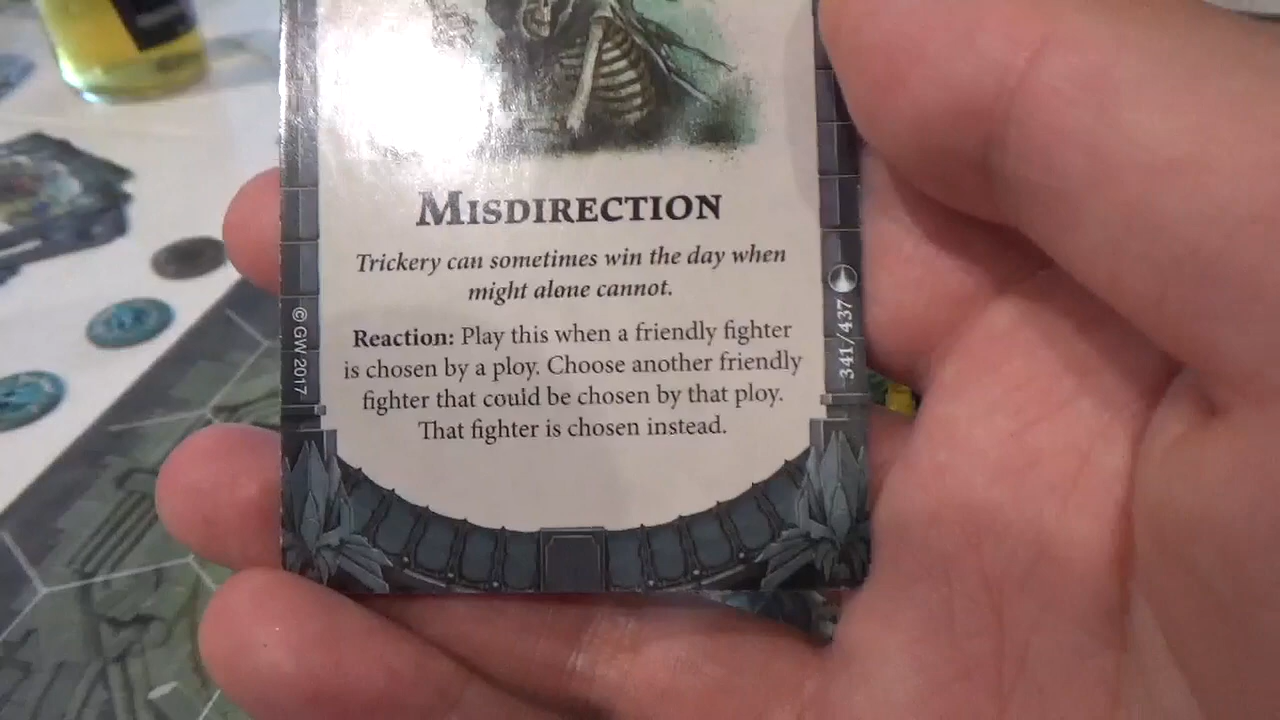 MISDIRECTION
Trickery can sometimes win the day when
might alone cannot.
Reaction: Play this when a friendly fighter
is chosen by a ploy. Choose another friendly
fighter that could be chosen by that ploy.
That fighter is chosen instead.
© GW 2017
341/437